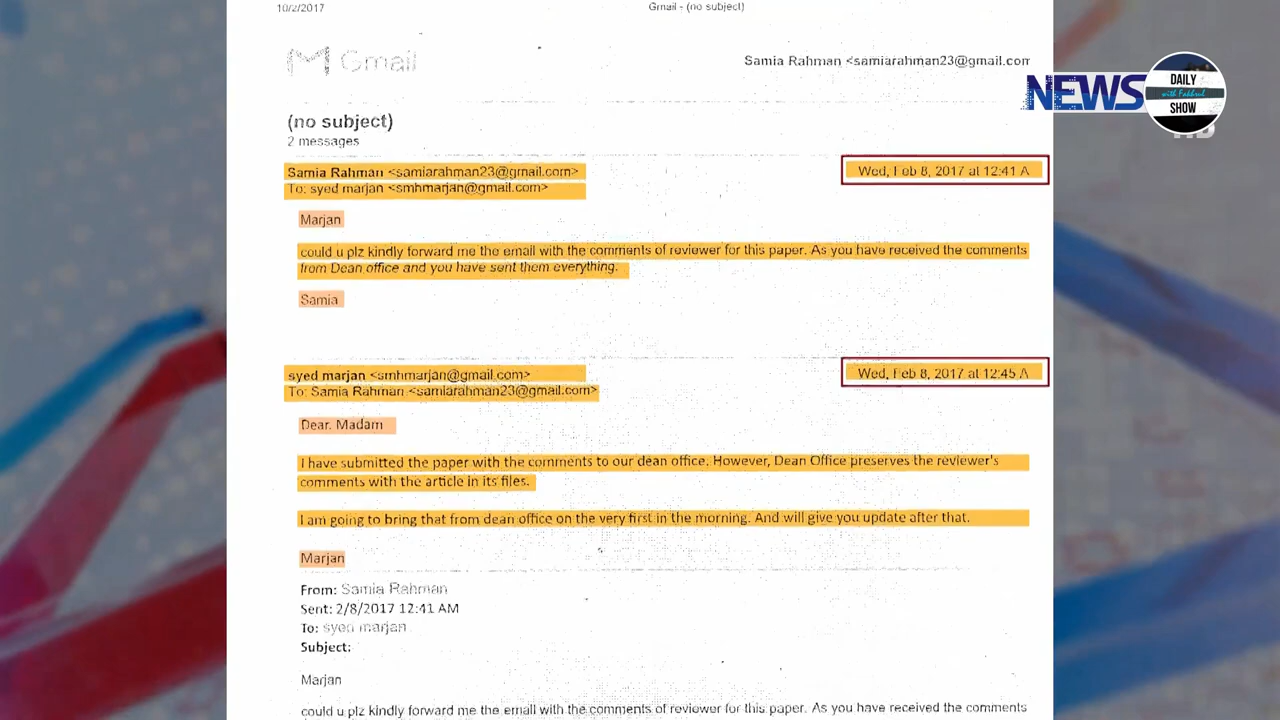 10/2/2017
Gmail - (no subject)
Gmail
Samia Rahman <samiarahman23@gmail.com
NEWS
DAILY
with Fakhrul
SHOW
HD
(no subject)
2 messages
Samia Rahman <samiarahman23@gmail.com>
Wed, Feb 8, 2017 at 12:41 A
To: syed marjan <smhmarjan@gmail.com>
Marjan
could u plz kindly forward me the email with the comments of reviewer for this paper. As you have received the comments
from Dean office and you have sent them everything.
Samia
syed marjan <smhmarjan@gmail.com>
Wed, Feb 8, 2017 at 12:45 A
To: Samia Rahman <samiarahman23@gmail.com>
Dear. Madam
I have submitted the paper with the comments to our dean office. However, Dean Office preserves the reviewer's
comments with the article in its files.
I am going to bring that from dean office on the very first in the morning. And will give you update after that.
Marjan
From: Samia Rahman
Sent: 2/8/2017 12:41 AM
To: syed marjan
Subject:
Marjan
could u plz kindly forward me the email with the comments of reviewer for this paper. As you have received the comments